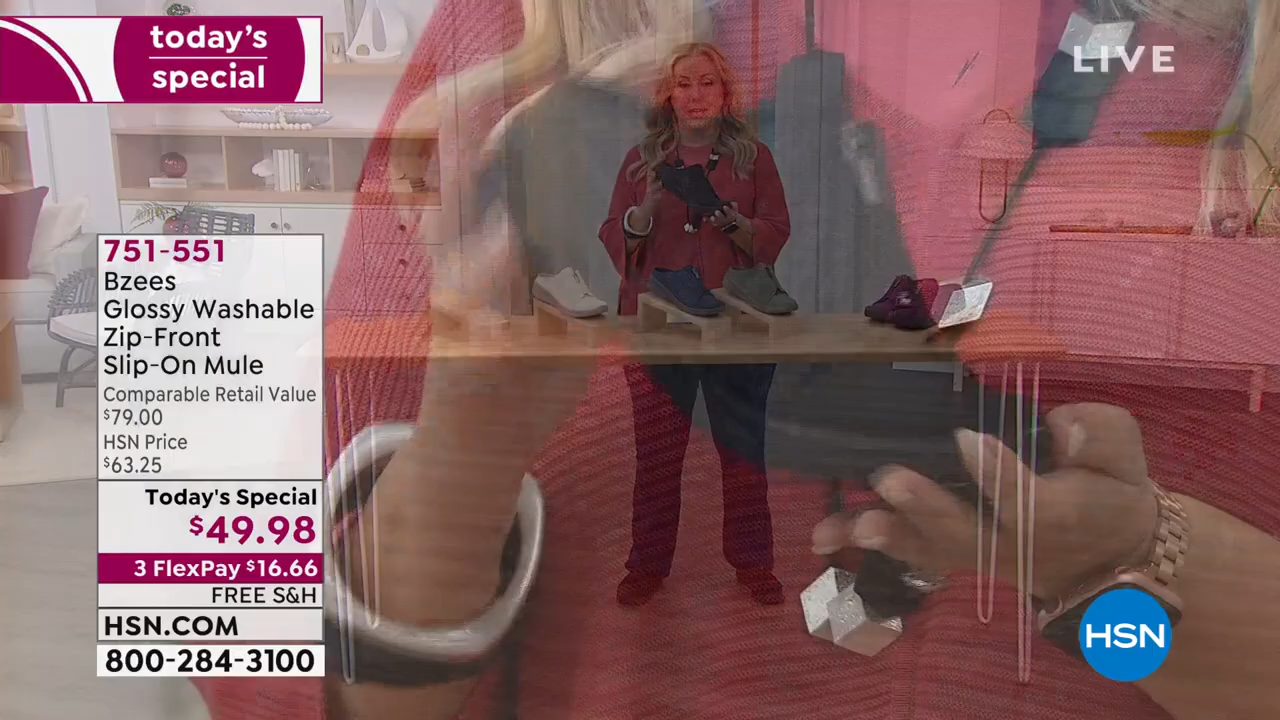 today's
special
LIVE
751-551
Bzees
Glossy Washable
Zip-Front
Slip-On Mule
Comparable Retail Value
$79.00
HSN Price
$63.25
Today's Special
$49.98
3 FlexPay $16.66
FREE S&H
HSN.COM
800-284-3100
HSN